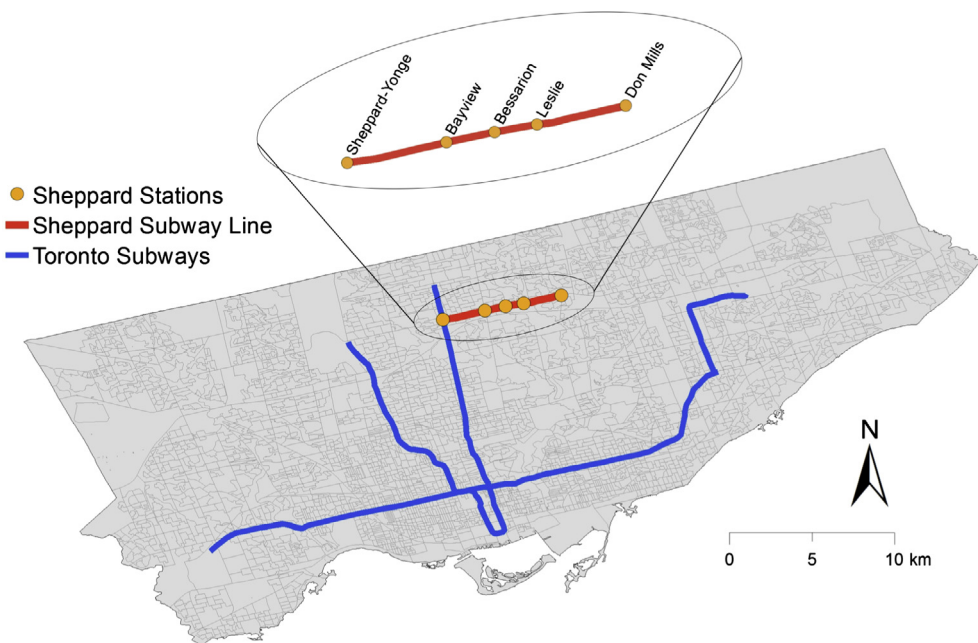 Sheppard-Yonge
Bayview
Bessarion
Leslie
Don Mills
Sheppard Stations
Sheppard Subway Line
Toronto Subways
N
0 5 10 km